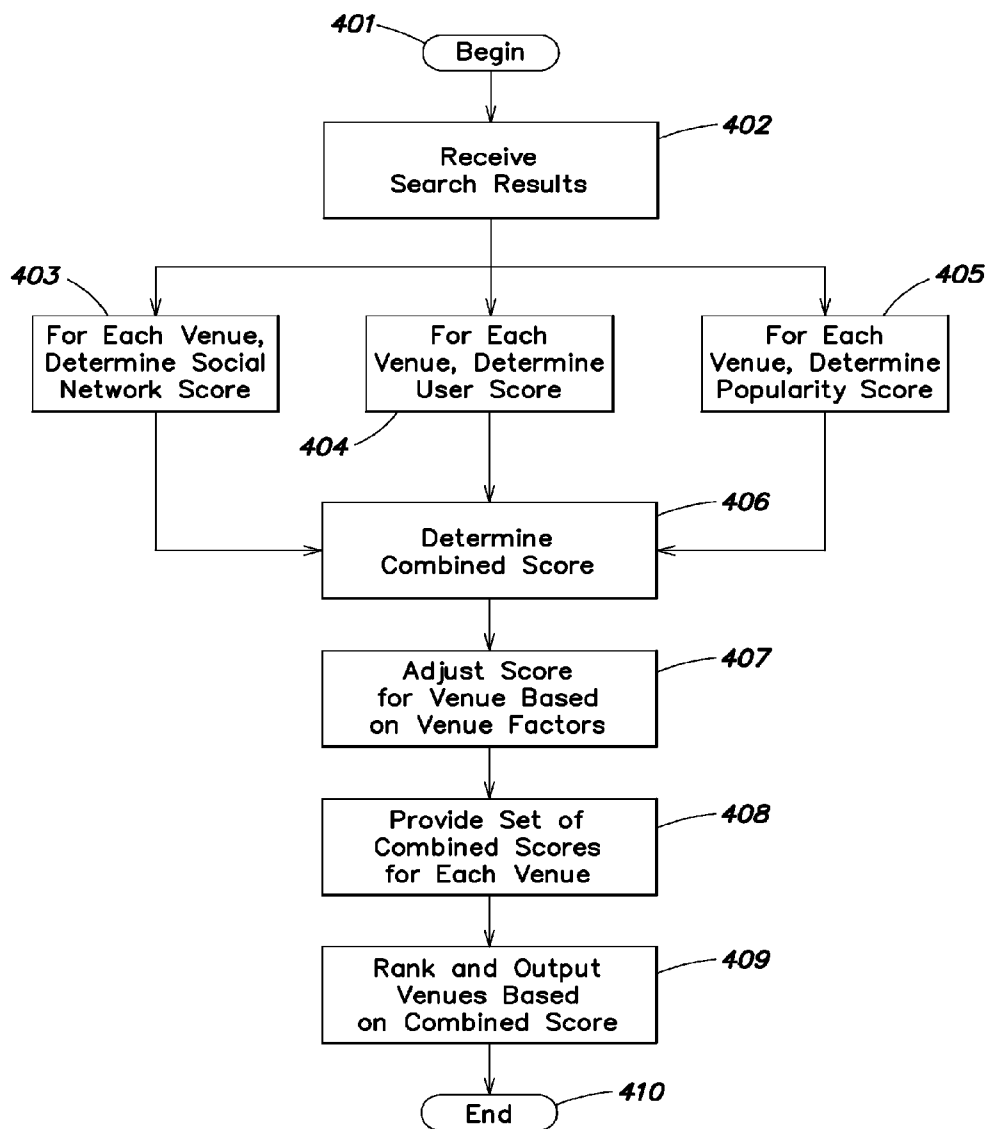 401
Begin
402
Receive
Search Results
403
For Each Venue,
Determine Social
Network Score
404
For Each
Venue, Determine
User Score
405
For Each
Venue, Determine
Popularity Score
406
Determine
Combined Score
407
Adjust Score
for Venue Based
on Venue Factors
408
Provide Set of
Combined Scores
for Each Venue
409
Rank and Output
Venues Based
on Combined Score
410
End